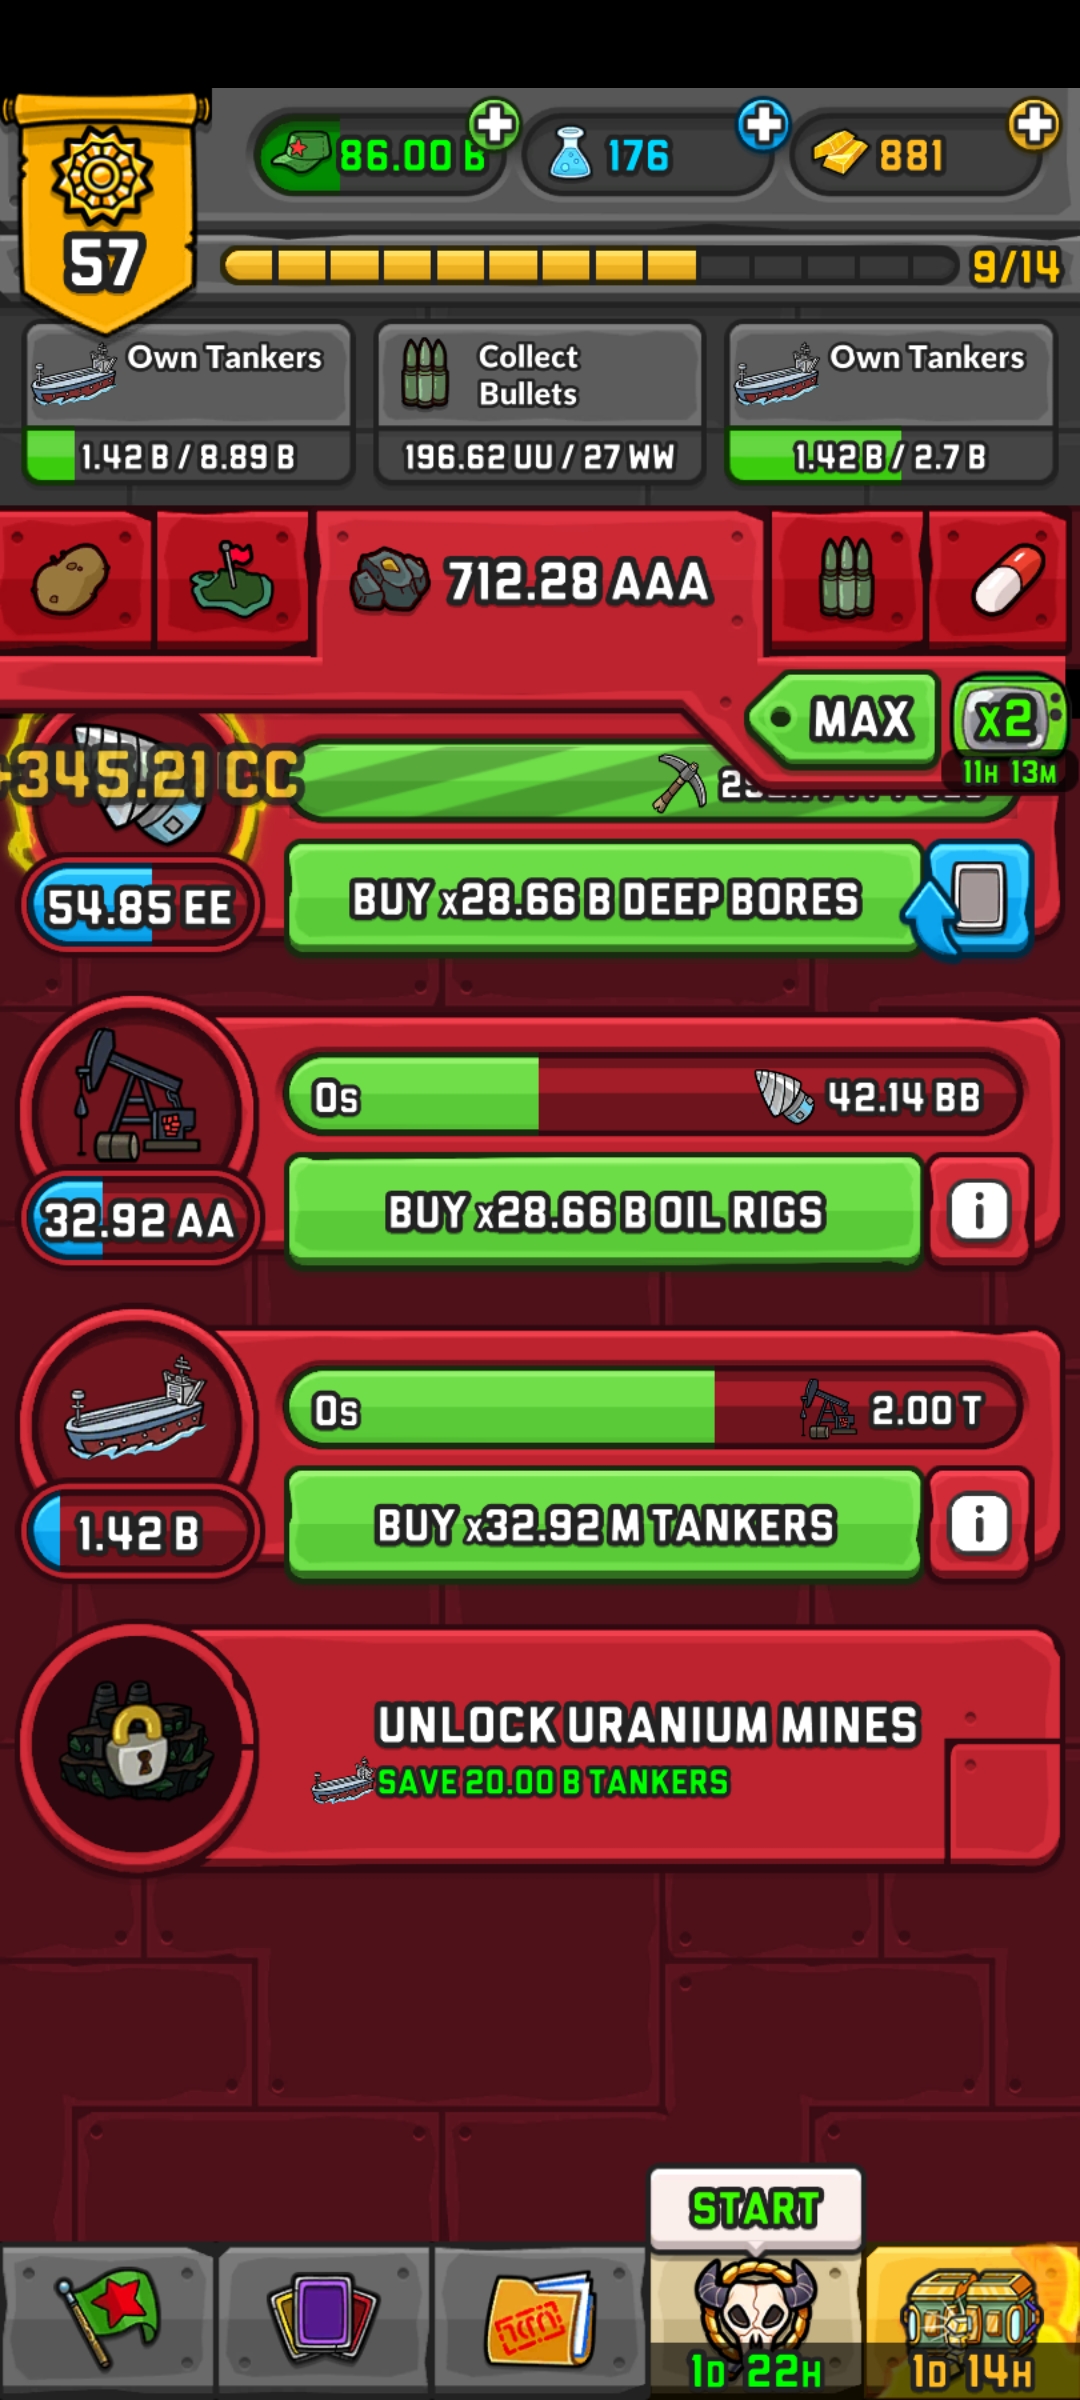 57
86.00 B
176
881
9/14
Own Tankers
1.42 B / 8.89 B
Collect
Bullets
196.62 UU / 27 WW
Own Tankers
1.42 B / 2.7 B
712.28 AAA
MAX
x2
11H 13M
+345.21 CC
54.85 EE
BUY x28.66 B DEEP BORES
0s
42.14 BB
32.92 AA
BUY x28.66 B OIL RIGS
i
0s
2.00 T
1.42 B
BUY x32.92 M TANKERS
i
UNLOCK URANIUM MINES
SAVE 20.00 B TANKERS
START
1D 22H
1D 14H